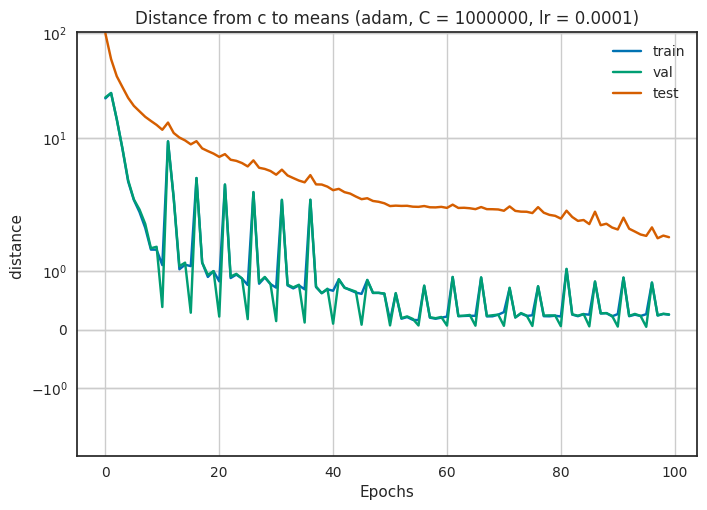 Distance from c to means (adam, C = 1000000, lr = 0.0001)
train
val
test
10²
10¹
10⁰
0
−10⁰
distance
0 20 40 60 80 100
Epochs